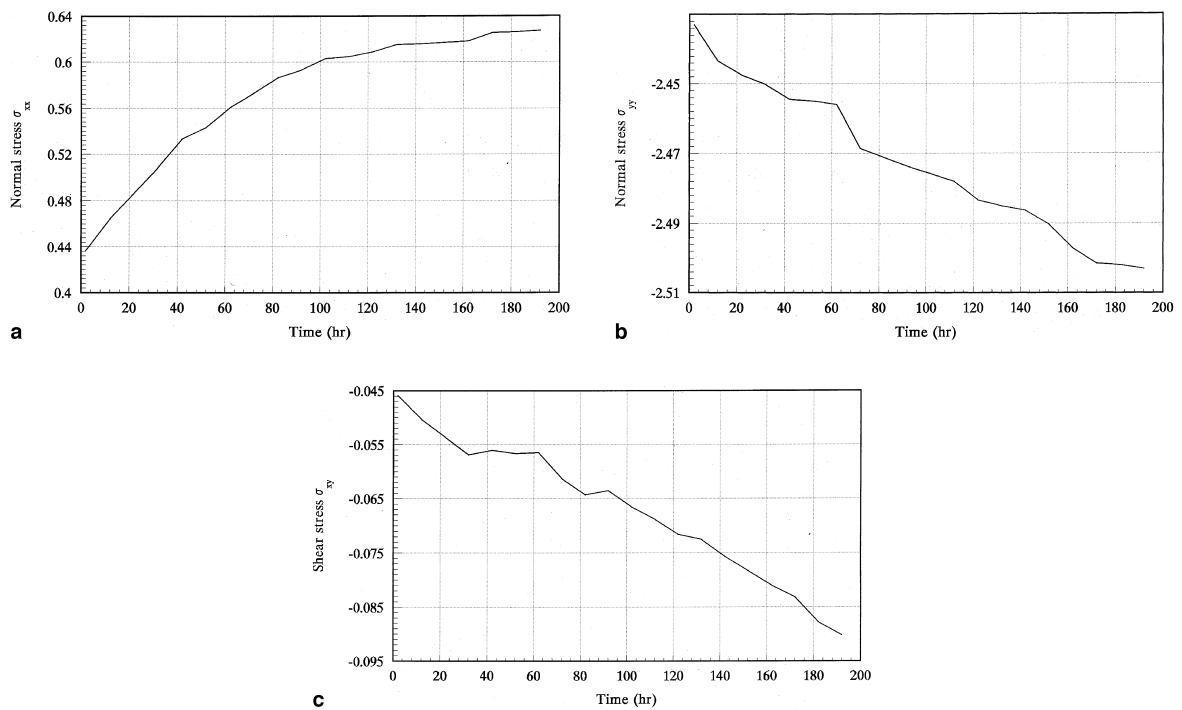 0.64
0.6
0.56
0.52
0.48
0.44
0.4
Normal stress σxx
0 20 40 60 80 100 120 140 160 180 200
Time (hr)
a
-2.45
-2.47
-2.49
-2.51
Normal stress σyy
0 20 40 60 80 100 120 140 160 180 200
Time (hr)
b
-0.045
-0.055
-0.065
-0.075
-0.085
-0.095
Shear stress σxy
0 20 40 60 80 100 120 140 160 180 200
Time (hr)
c